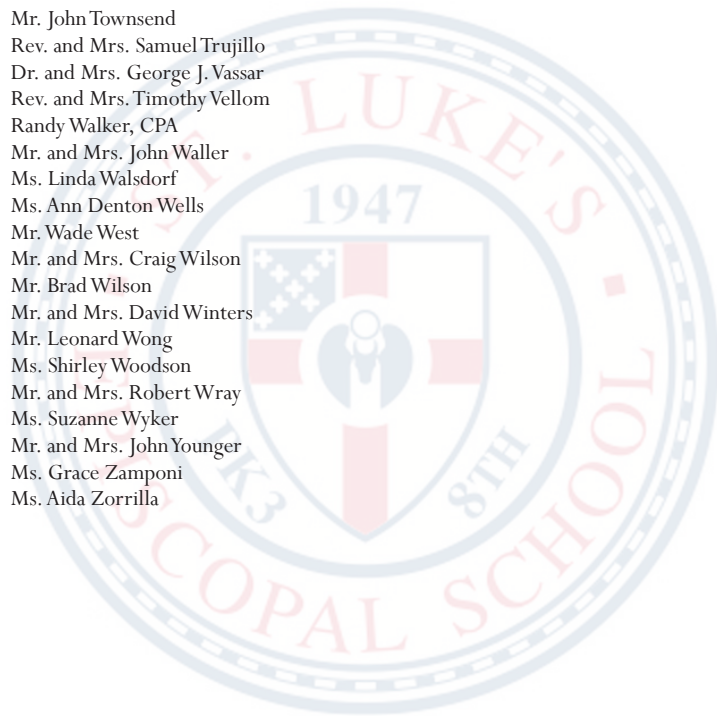 Mr. John Townsend
Rev. and Mrs. Samuel Trujillo
Dr. and Mrs. George J. Vassar
Rev. and Mrs. Timothy Vellom
Randy Walker, CPA
Mr. and Mrs. John Waller
Ms. Linda Walsdorf
Ms. Ann Denton Wells
Mr. Wade West
Mr. and Mrs. Craig Wilson
Mr. Brad Wilson
Mr. and Mrs. David Winters
Mr. Leonard Wong
Ms. Shirley Woodson
Mr. and Mrs. Robert Wray
Ms. Suzanne Wyker
Mr. and Mrs. John Younger
Ms. Grace Zamponi
Ms. Aida Zorrilla
ST. LUKE'S
EPISCOPAL SCHOOL
1947
PK3 8TH